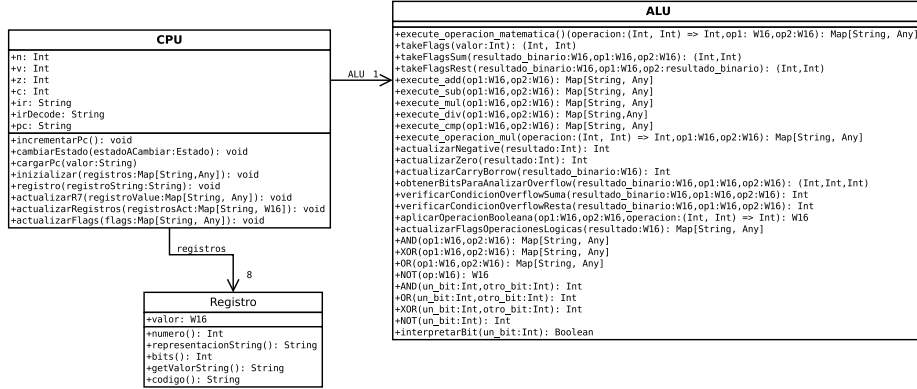 CPU
+n: Int
+v: Int
+z: Int
+c: Int
+ir: String
+irDecode: String
+pc: String
+incrementarPc(): void
+cambiarEstado(estadoACambiar:Estado): void
+cargarPc(valor:String)
+inizializar(registros:Map[String,Any]): void
+registro(registroString:String): void
+actualizarR7(registroValue:Map[String, Any]): void
+actualizarRegistros(registrosAct:Map[String, W16]): void
+actualizarFlags(flags:Map[String, Any]): void
ALU 1
registros
8
Registro
+valor: W16
+numero(): Int
+representacionString(): String
+bits(): Int
+getValorString(): String
+codigo(): String
ALU
+execute_operacion_matematica()(operacion:(Int, Int) => Int,op1: W16,op2:W16): Map[String, Any]
+takeFlags(valor:Int): (Int, Int)
+takeFlagsSum(resultado_binario:W16,op1:W16,op2:W16): (Int,Int)
+takeFlagsRest(resultado_binario:W16,op1:W16,op2:resultado_binario): (Int,Int)
+execute_add(op1:W16,op2:W16): Map[String, Any]
+execute_sub(op1:W16,op2:W16): Map[String, Any]
+execute_mul(op1:W16,op2:W16): Map[String, Any]
+execute_div(op1:W16,op2:W16): Map[String,Any]
+execute_cmp(op1:W16,op2:W16): Map[String, Any]
+execute_operacion_mul(operacion:(Int, Int) => Int,op1:W16,op2:W16): Map[String, Any]
+actualizarNegative(resultado:Int): Int
+actualizarZero(resultado:Int): Int
+actualizarCarryBorrow(resultado:W16): Int
+obtenerBitsParaAnalizarOverflow(resultado_binario:W16,op1:W16,op2:W16): (Int,Int,Int)
+verificarCondicionOverflowSuma(resultado_binario:W16,op1:W16,op2:W16): Int
+verificarCondicionOverflowResta(resultado_binario:W16,op1:W16,op2:W16): Int
+aplicarOperacionBooleana(op1:W16,op2:W16,operacion:(Int, Int) => Int): W16
+actualizarFlagsOperacionesLogicas(resultado:W16): Map[String, Any]
+AND(op1:W16,op2:W16): Map[String, Any]
+XOR(op1:W16,op2:W16): Map[String, Any]
+OR(op1:W16,op2:W16): Map[String, Any]
+NOT(op:W16): W16
+AND(un_bit:Int,otro_bit:Int): Int
+OR(un_bit:Int,otro_bit:Int): Int
+XOR(un_bit:Int,otro_bit:Int): Int
+NOT(un_bit:Int): Int
+interpretarBit(un_bit:Int): Boolean